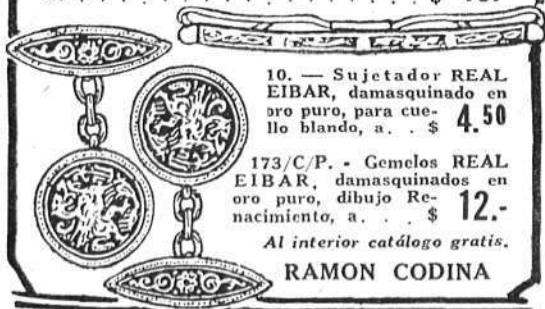 10. — Sujetador REAL
EIBAR, damasquinado en
oro puro, para cue-
llo blando, a. . $ 4.50
173/C/P. - Gemelos REAL
EIBAR, damasquinados en
oro puro, dibujo Re-
nacimiento, a. . . $ 12.-
Al interior catálogo gratis.
RAMON CODINA